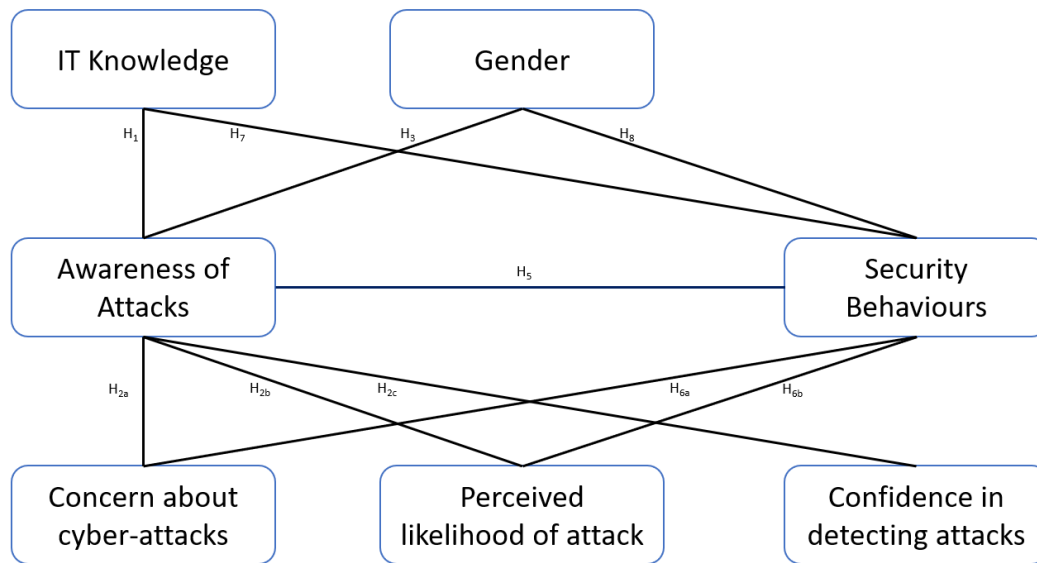 IT Knowledge
Gender
H1
H7
H3
H8
Awareness of
Attacks
H5
Security
Behaviours
H2a
H2b
H2c
H6a
H6b
Concern about
cyber-attacks
Perceived
likelihood of attack
Confidence in
detecting attacks